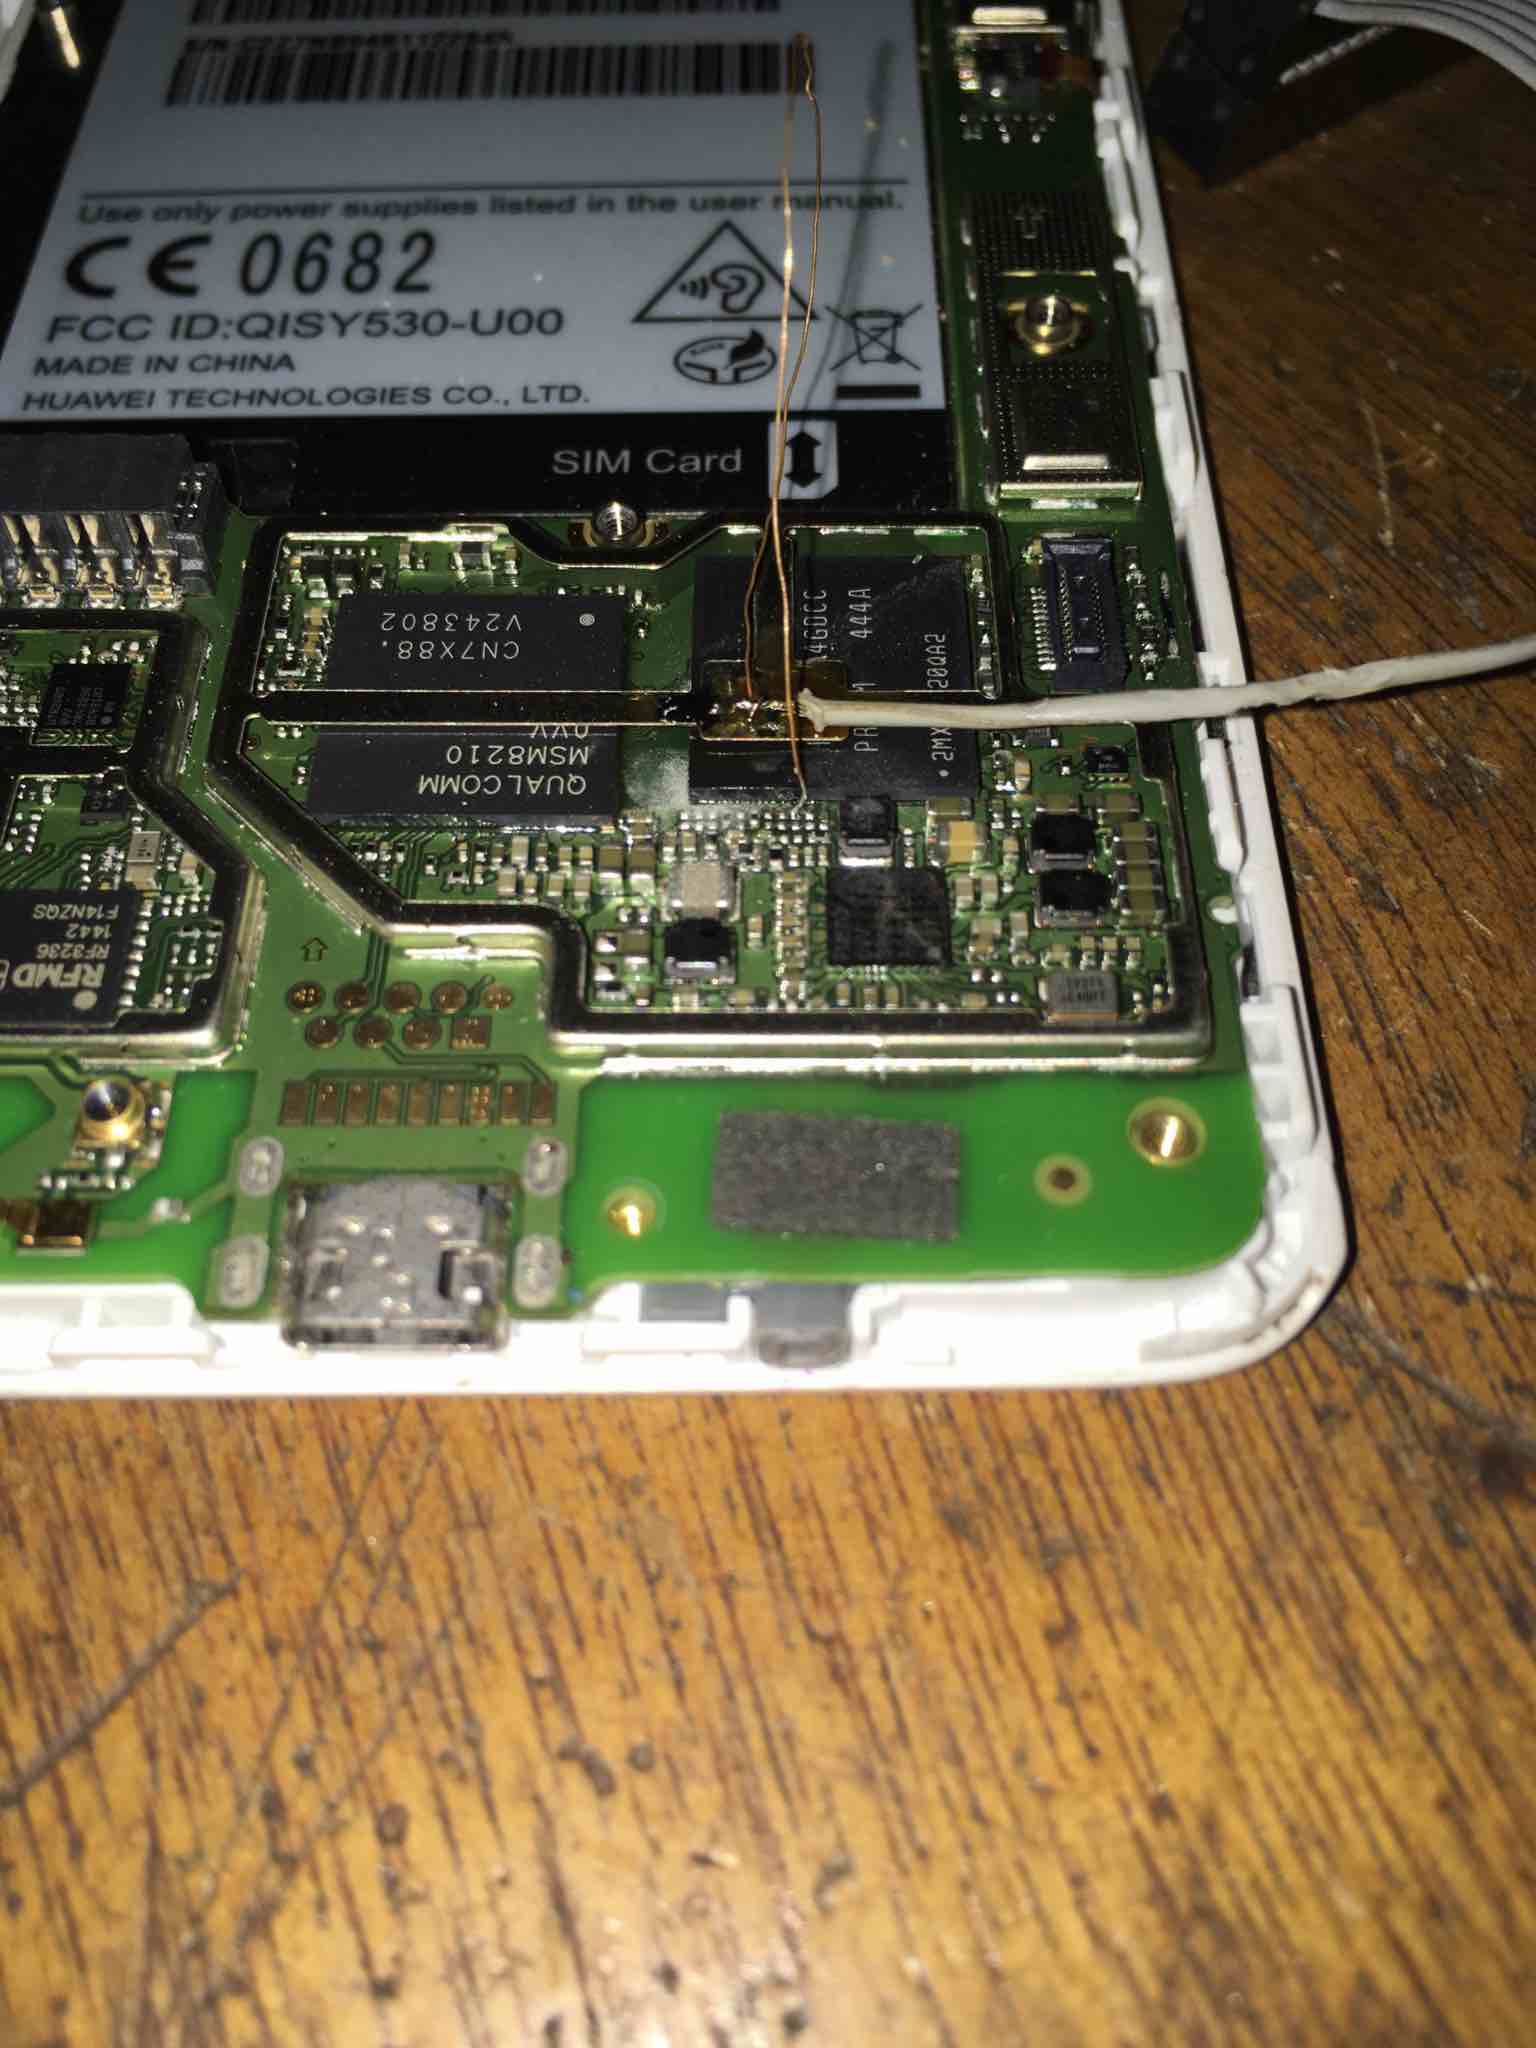 Use only power supplies listed in the user manual.
CE 0682
FCC ID:QISY530-U00
MADE IN CHINA
HUAWEI TECHNOLOGIES CO., LTD.
SIM Card
V243802
CN7X88.
0VV
MSM8210
QUALCOMM
444A
F14NZQS
1442
RF3236
RFMD